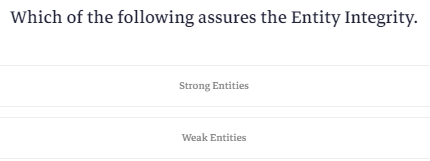 Which of the following assures the Entity Integrity.
Strong Entities
Weak Entities